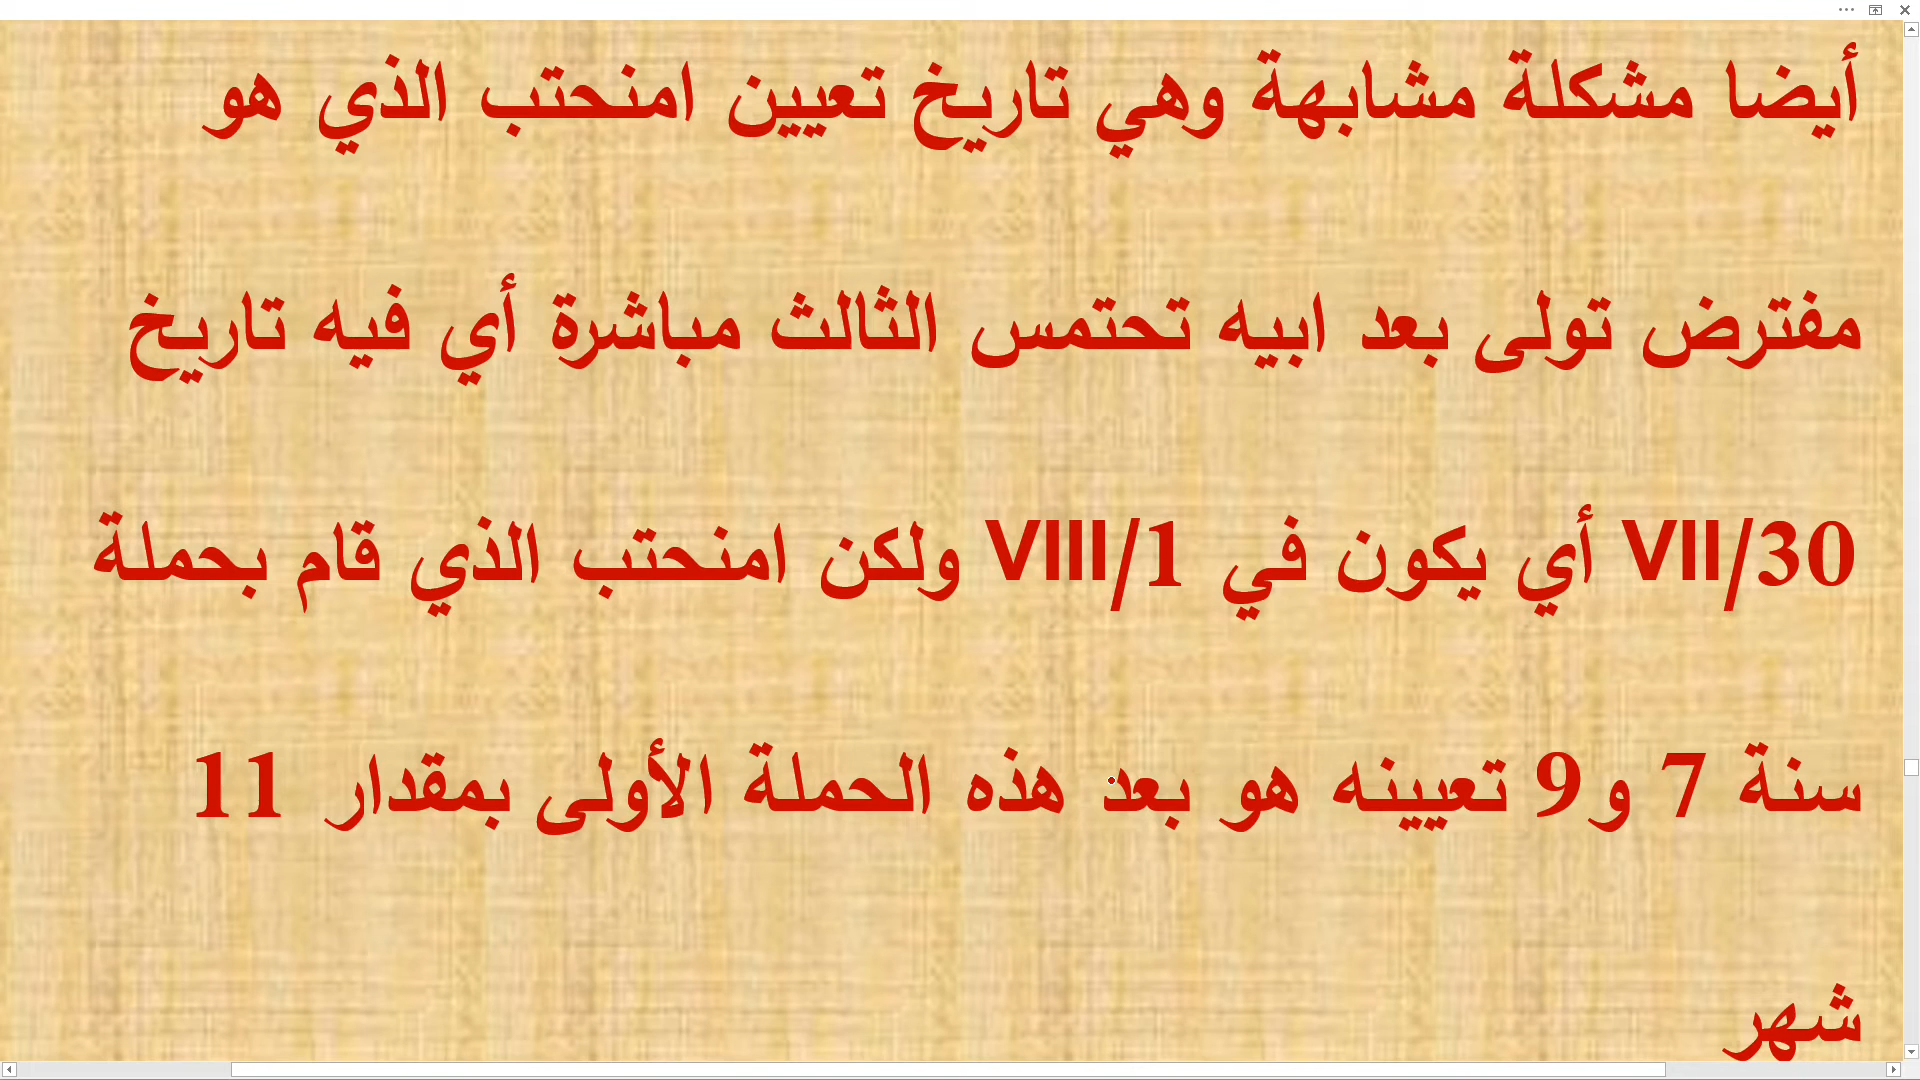 أيضا مشكلة مشابهة وهي تاريخ تعيين امنحتب الذي هو
مفترض تولى بعد ابيه تحتمس الثالث مباشرة أي فيه تاريخ
VII/30 أي يكون في VIII/1 ولكن امنحتب الذي قام بحملة
سنة 7 و9 تعيينه هو بعد هذه الحملة الأولى بمقدار 11
شهر